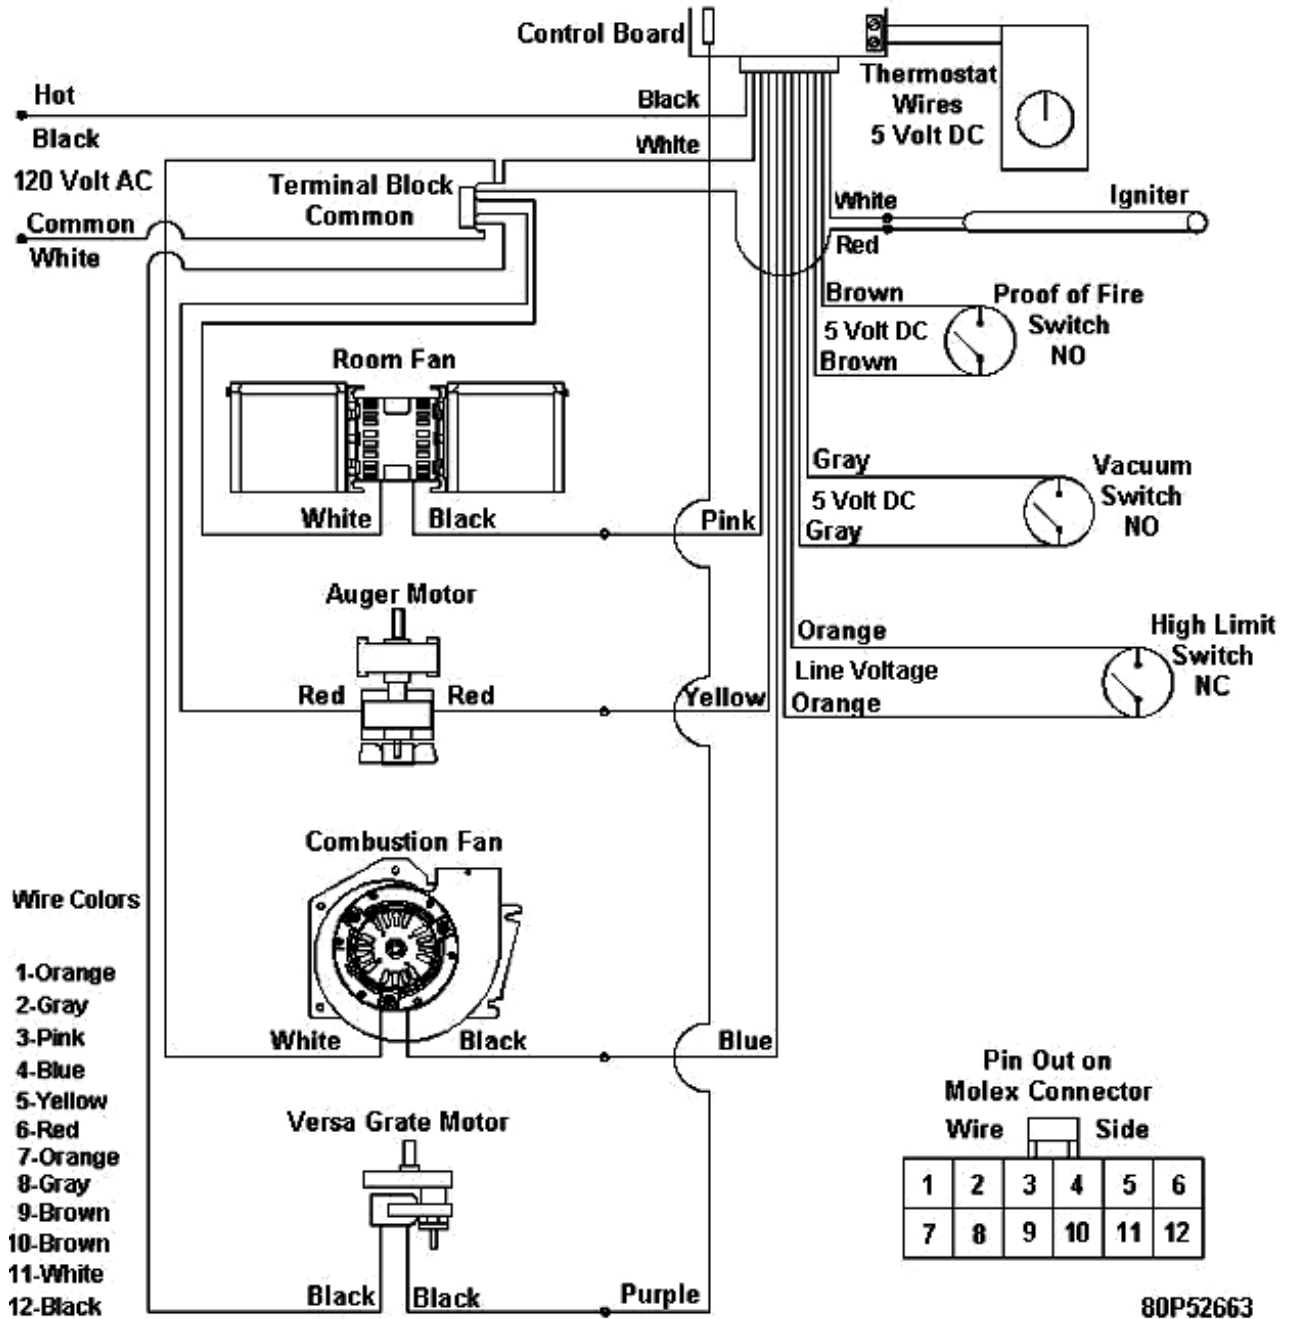 Control Board
Thermostat
Wires
5 Volt DC
Hot
Black
Black
White
120 Volt AC
Terminal Block
Common
Common
White
White
Red
Igniter
Brown
5 Volt DC
Brown
Proof of Fire
Switch
NO
Room Fan
White
Black
Pink
Gray
5 Volt DC
Gray
Vacuum
Switch
NO
Auger Motor
Red
Red
Yellow
Orange
Line Voltage
Orange
High Limit
Switch
NC
Combustion Fan
White
Black
Blue
Wire Colors
1-Orange
2-Gray
3-Pink
4-Blue
5-Yellow
6-Red
7-Orange
8-Gray
9-Brown
10-Brown
11-White
12-Black
Versa Grate Motor
Black
Black
Purple
Pin Out on
Molex Connector
Wire Side
1 2 3 4 5 6
7 8 9 10 11 12
80P52663